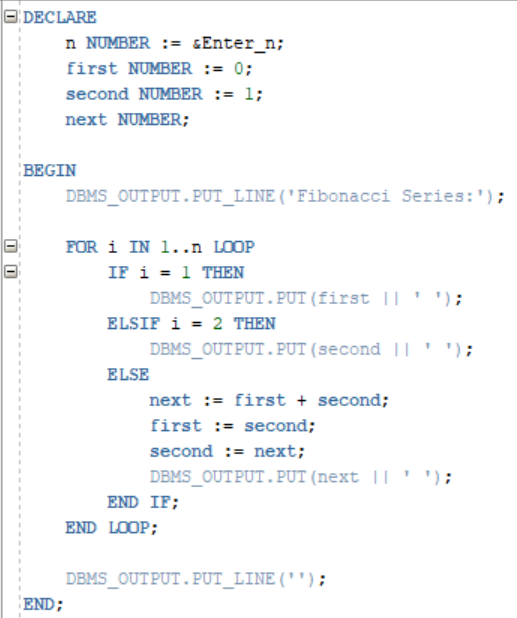 DECLARE
    n NUMBER := &Enter_n;
    first NUMBER := 0;
    second NUMBER := 1;
    next NUMBER;

BEGIN
    DBMS_OUTPUT.PUT_LINE('Fibonacci Series:');

    FOR i IN 1..n LOOP
        IF i = 1 THEN
            DBMS_OUTPUT.PUT(first || ' ');
        ELSIF i = 2 THEN
            DBMS_OUTPUT.PUT(second || ' ');
        ELSE
            next := first + second;
            first := second;
            second := next;
            DBMS_OUTPUT.PUT(next || ' ');
        END IF;
    END LOOP;

    DBMS_OUTPUT.PUT_LINE('');
END;